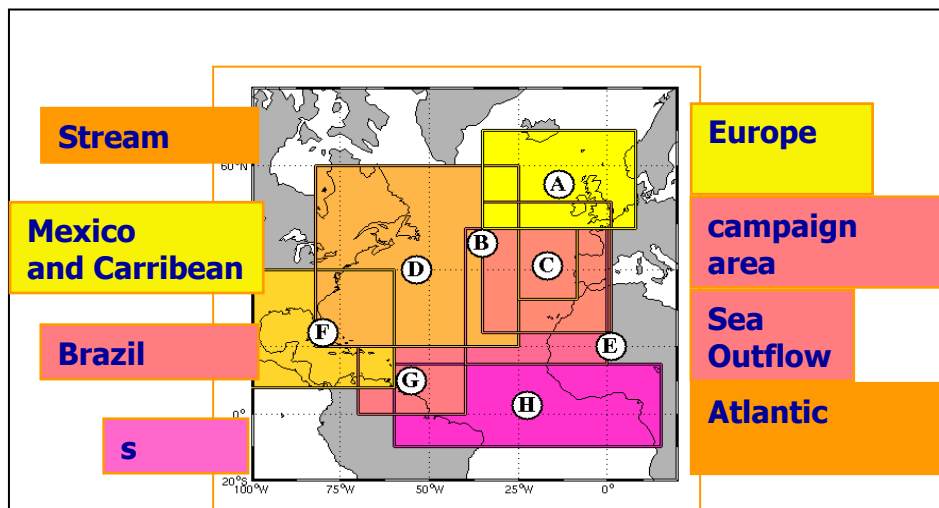 Stream
Mexico
and Carribean
Brazil
s
Europe
campaign
area
Sea
Outflow
Atlantic
A
B
C
D
E
F
G
H
60°N
0°
20°S
100°W
75°W
50°W
25°W
0°